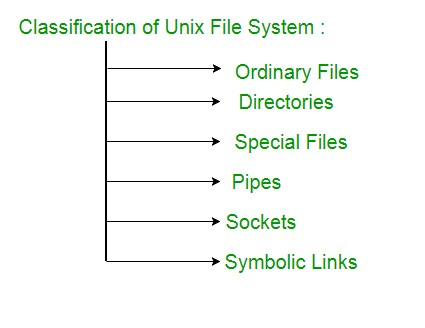 Classification of Unix File System :
Ordinary Files
Directories
Special Files
Pipes
Sockets
Symbolic Links